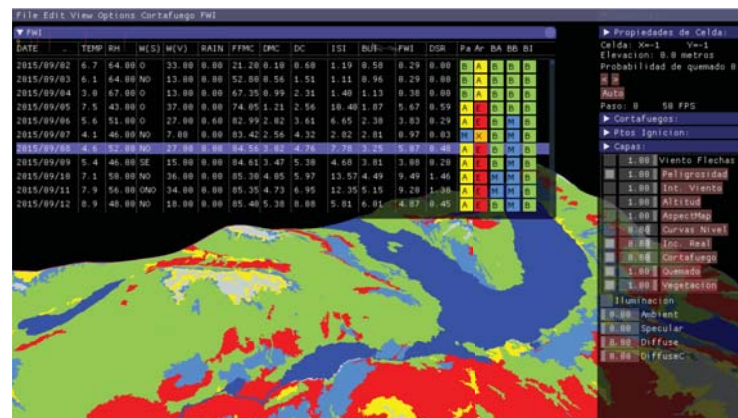 File Edit View Options Cortafuego FWI
FWI
DATE TEMP RH W(S) W(V) RAIN FFMC DMC DC ISI BUI FWI DSR Pa Ar BA BB BI
2015/09/02 6.7 64.00 O 33.00 0.00 21.20 0.10 0.60 1.19 0.50 0.29 0.00 B A B B B
2015/09/03 6.1 64.00 NO 13.00 0.00 52.80 0.56 1.51 1.11 0.96 0.29 0.00 B A B B B
2015/09/04 3.0 67.00 O 13.00 0.00 67.35 0.99 2.31 1.40 1.13 0.38 0.00 B A B B B
2015/09/05 7.5 43.00 O 37.00 0.00 74.05 1.21 2.56 10.40 1.87 5.67 0.59 A E B B B
2015/09/06 5.6 51.00 O 27.00 0.60 82.99 2.02 3.61 6.65 2.38 3.83 0.29 A E B M B
2015/09/07 4.1 46.00 NO 7.00 0.00 83.42 2.56 4.32 2.82 2.81 0.97 0.03 M X B M B
2015/09/08 4.6 52.00 NO 27.00 0.00 84.56 3.02 4.76 7.78 3.25 5.07 0.48 A E B M B
2015/09/09 5.4 46.00 SE 15.00 0.00 84.61 3.47 5.30 4.68 3.81 3.08 0.20 A E B M B
2015/09/10 7.1 50.00 NO 36.00 0.00 85.30 4.05 5.97 13.57 4.49 9.49 1.46 A E M M B
2015/09/11 7.9 56.00 ONO 34.00 0.00 85.35 4.73 6.95 12.35 5.15 9.20 1.38 A E M M B
2015/09/12 8.9 48.00 NO 18.00 0.00 85.40 5.38 8.08 5.81 6.01 4.87 0.45 A E B M B
Propiedades de Celda:
Celda: X=-1 Y=-1
Elevacion: 0.0 metros
Probabilidad de quemado 0
< >
Auto
Paso: 0 50 FPS
Cortafuegos:
Ptos Ignicion:
Capas:
1.00 Viento Flechas
1.00 Peligrosidad
1.00 Int. Viento
1.00 Altitud
1.00 AspectMap
0.00 Curvas Nivel
0.00 Inc. Real
0.00 Cortafuego
1.00 Quemado
1.00 Vegetacion
Iluminacion
0.00 Ambient
0.00 Specular
0.00 Diffuse
0.00 DiffuseC